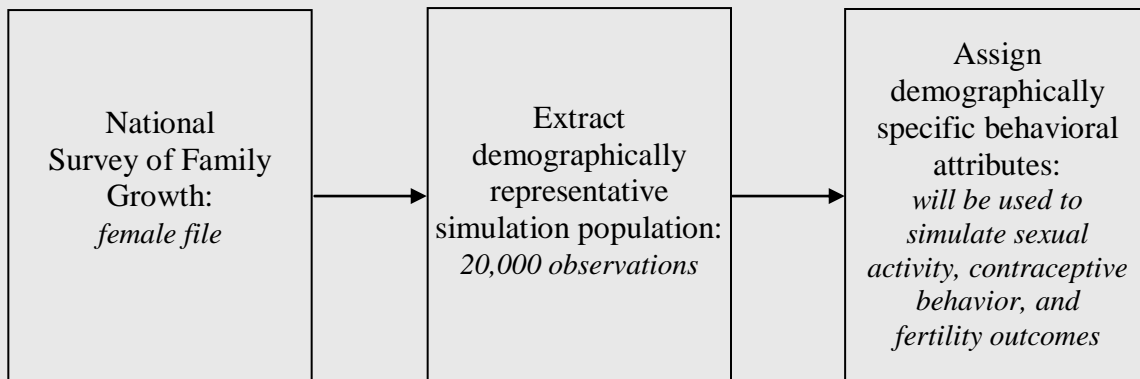 National
Survey of Family
Growth:
female file
Extract
demographically
representative
simulation population:
20,000 observations
Assign
demographically
specific behavioral
attributes:
will be used to
simulate sexual
activity, contraceptive
behavior, and
fertility outcomes